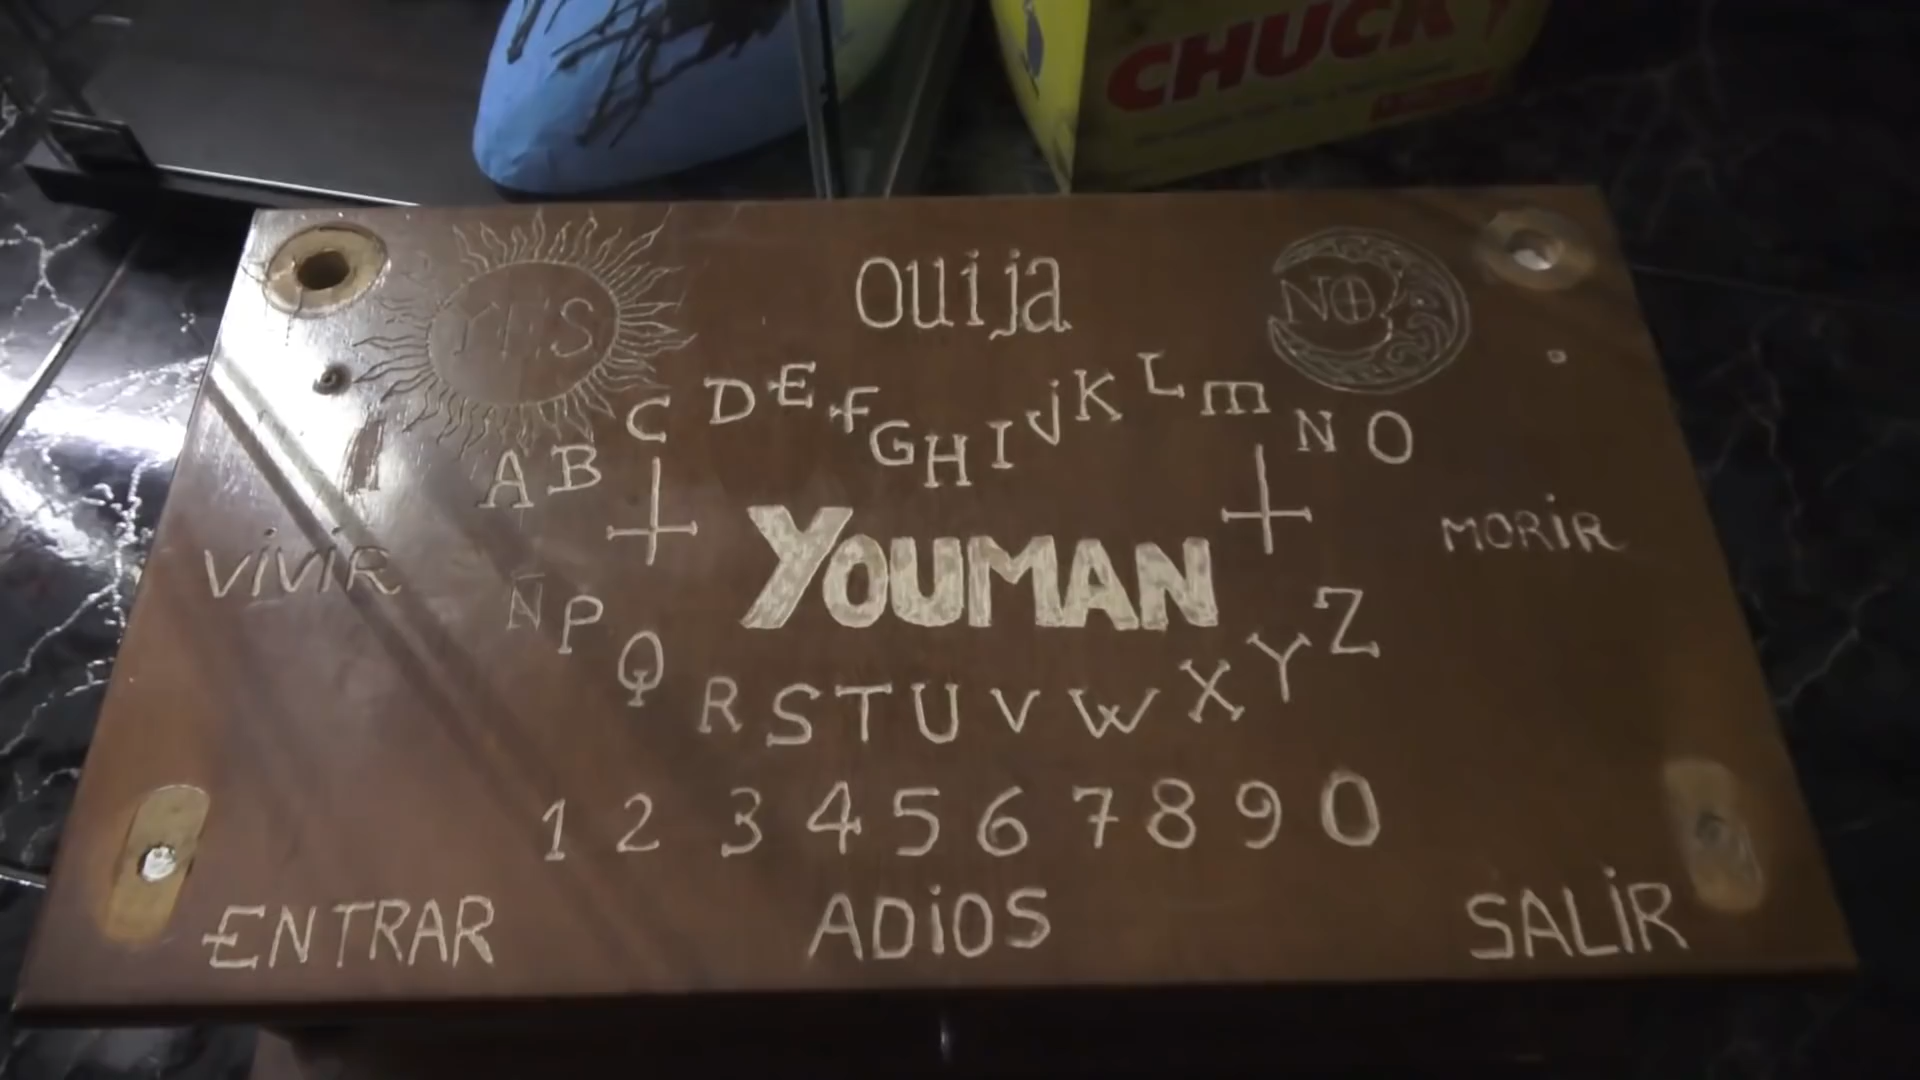 CHUCK
YES
ouija
NO
A B C D E F G H I j K L m N O
VIVIR
YOUMAN
MORIR
Ñ P Q R S T U V W X Y Z
1 2 3 4 5 6 7 8 9 0
ENTRAR
ADIOS
SALIR